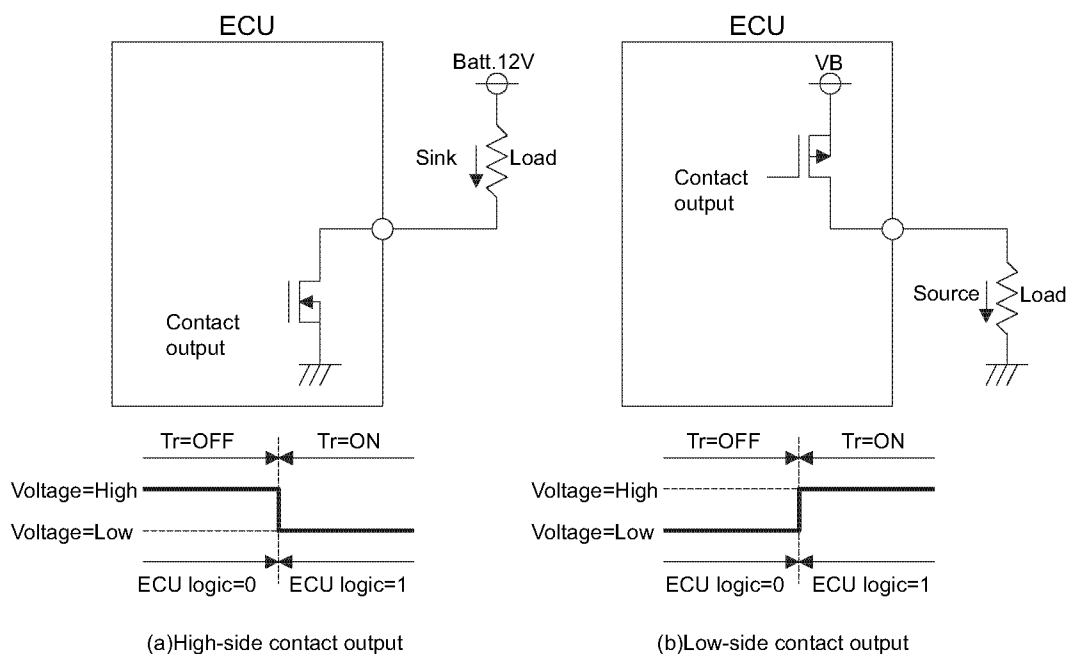 ECU
Batt.12V
Sink
Load
Contact
output
Tr=OFF
Tr=ON
Voltage=High
Voltage=Low
ECU logic=0
ECU logic=1
(a)High-side contact output
ECU
VB
Contact
output
Source
Load
Tr=OFF
Tr=ON
Voltage=High
Voltage=Low
ECU logic=0
ECU logic=1
(b)Low-side contact output